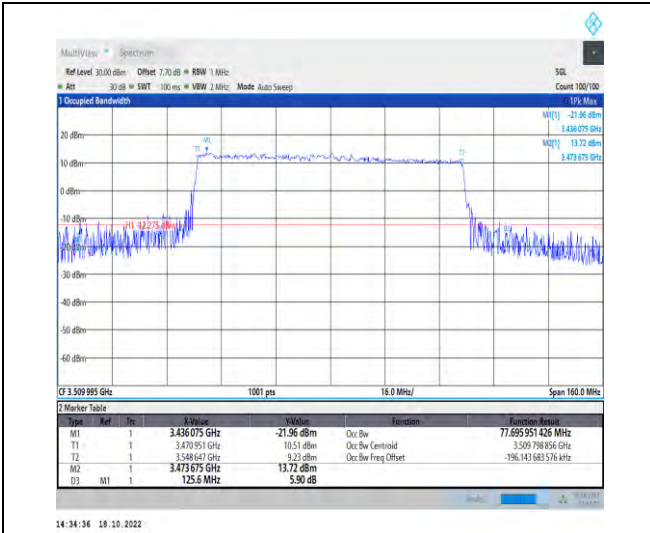 MultiView Spectrum
Ref Level 30.00 dBm Offset 7.70 dB RBW 1 MHz SGL
Att 30 dB SWT 100 ms VBW 2 MHz Mode Auto Sweep Count 100/100
1 Occupied Bandwidth 1Pk Max
M1[1] -21.96 dBm
3.436 075 GHz
M2[1] 13.72 dBm
3.473 675 GHz
20 dBm
M2
T1 T2
10 dBm
0 dBm
-10 dBm
H1 -12.275 dBm
-20 dBm
-30 dBm
-40 dBm
-50 dBm
-60 dBm
CF 3.509 995 GHz 1001 pts 16.0 MHz/ Span 160.0 MHz
2 Marker Table
Type Ref Trc X-Value Y-Value Function Function Result
M1 1 3.436 075 GHz -21.96 dBm Occ Bw 77.695 951 426 MHz
T1 1 3.470 951 GHz 10.51 dBm Occ Bw Centroid 3.509 798 856 GHz
T2 1 3.548 647 GHz 9.23 dBm Occ Bw Freq Offset -196.143 683 576 kHz
M2 1 3.473 675 GHz 13.72 dBm
D3 M1 1 125.6 MHz 5.90 dB
14:34:36 18.10.2022